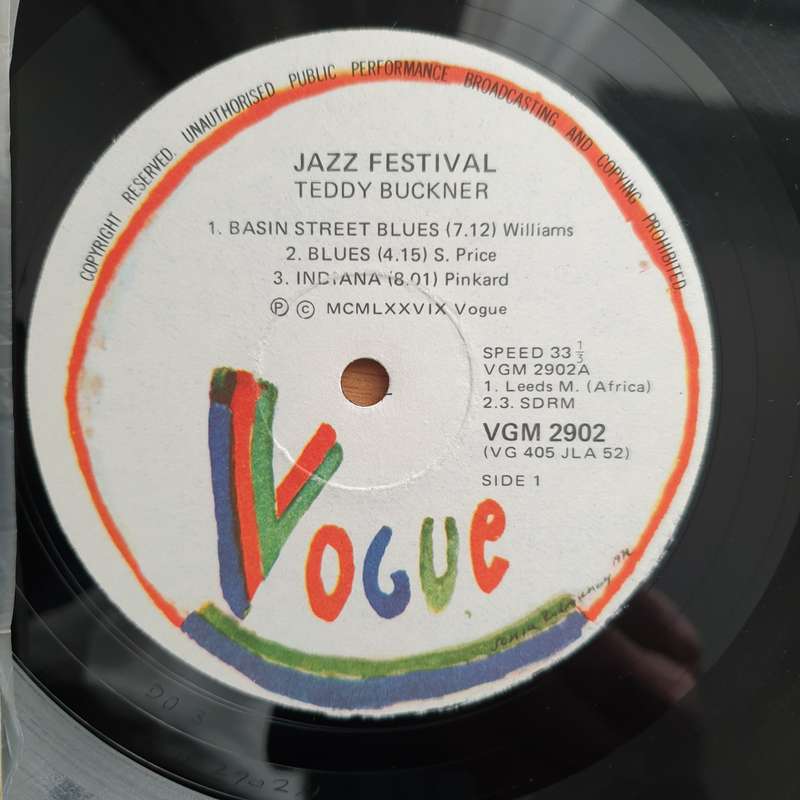 COPYRIGHT RESERVED. UNAUTHORISED PUBLIC PERFORMANCE BROADCASTING AND COPYING PROHIBITED
JAZZ FESTIVAL
TEDDY BUCKNER
1. BASIN STREET BLUES (7.12) Williams
2. BLUES (4.15) S. Price
3. INDIANA (8.01) Pinkard
Ⓟ © MCMLXXVIX Vogue
SPEED 33 1/3
VGM 2902A
1. Leeds M. (Africa)
2.3. SDRM
VGM 2902
(VG 405 JLA 52)
SIDE 1
VOGUE